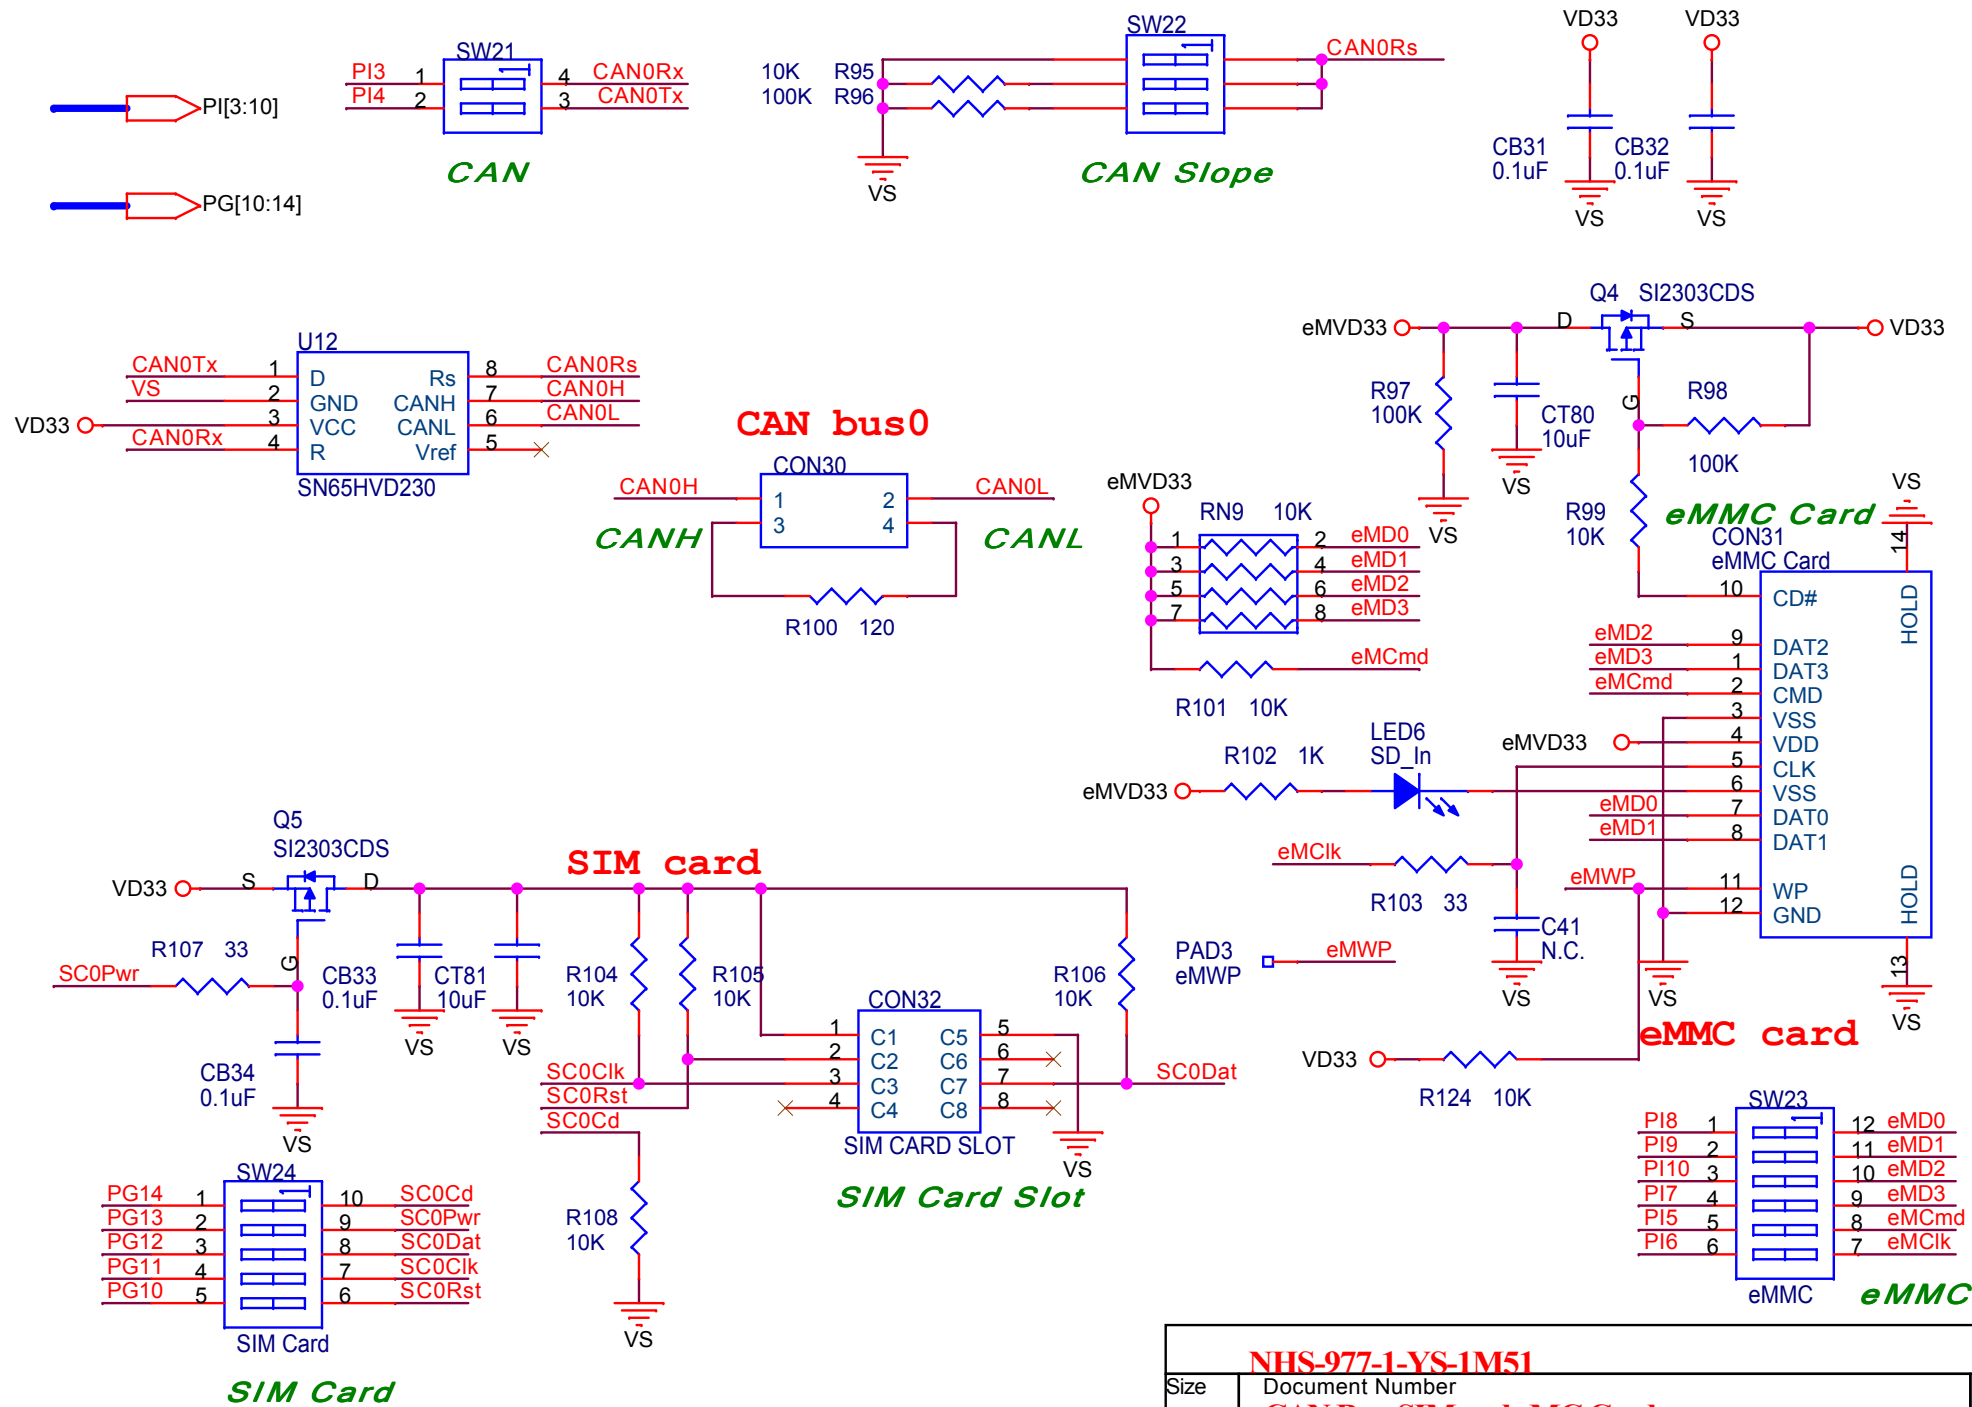 PI[3:10]
PG[10:14]
SW21
PI3 1 4 CAN0Rx
PI4 2 3 CAN0Tx
CAN
SW22
10K R95
100K R96
CAN0Rs
VS
CAN Slope
VD33 VD33
CB31 0.1uF
CB32 0.1uF
VS VS
U12
CAN0Tx 1 D Rs 8 CAN0Rs
VS 2 GND CANH 7 CAN0H
VD33 3 VCC CANL 6 CAN0L
CAN0Rx 4 R Vref 5
SN65HVD230
CAN bus0
CON30
CAN0H 1 2 CAN0L
3 4
CANH CANL
R100 120
Q4 SI2303CDS
eMVD33 D S VD33
G
R97 100K
CT80 10uF
R98
100K
VS
VS
R99 10K
eMVD33
RN9 10K
1 2 eMD0
3 4 eMD1
5 6 eMD2
7 8 eMD3
eMCmd
R101 10K
eMMC Card
VS
14
CON31
eMMC Card
10 CD# HOLD
eMD2 9 DAT2
eMD3 1 DAT3
eMCmd 2 CMD
3 VSS
eMVD33 4 VDD
5 CLK
6 VSS
eMD0 7 DAT0
eMD1 8 DAT1
eMWP 11 WP
12 GND HOLD
13
VS
VS
LED6
R102 1K SD_In
eMVD33
eMClk
R103 33
C41
N.C.
VS
PAD3 eMWP
eMWP
eMMC card
VD33
R124 10K
Q5
SI2303CDS
SIM card
VD33 S D
G
R107 33
SC0Pwr
CB33 0.1uF
CT81 10uF
VS VS
CB34
0.1uF
VS
R104 10K
R105 10K
R106 10K
CON32
1 C1 C5 5
2 C2 C6 6
SC0Clk 3 C3 C7 7 SC0Dat
SC0Rst 4 C4 C8 8
SC0Cd
SIM CARD SLOT
VS
SIM Card Slot
R108
10K
VS
SW24
PG14 1 10 SC0Cd
PG13 2 9 SC0Pwr
PG12 3 8 SC0Dat
PG11 4 7 SC0Clk
PG10 5 6 SC0Rst
SIM Card
SIM Card
SW23
PI8 1 12 eMD0
PI9 2 11 eMD1
PI10 3 10 eMD2
PI7 4 9 eMD3
PI5 5 8 eMCmd
PI6 6 7 eMClk
eMMC
eMMC
NHS-977-1-YS-1M51
Size Document Number